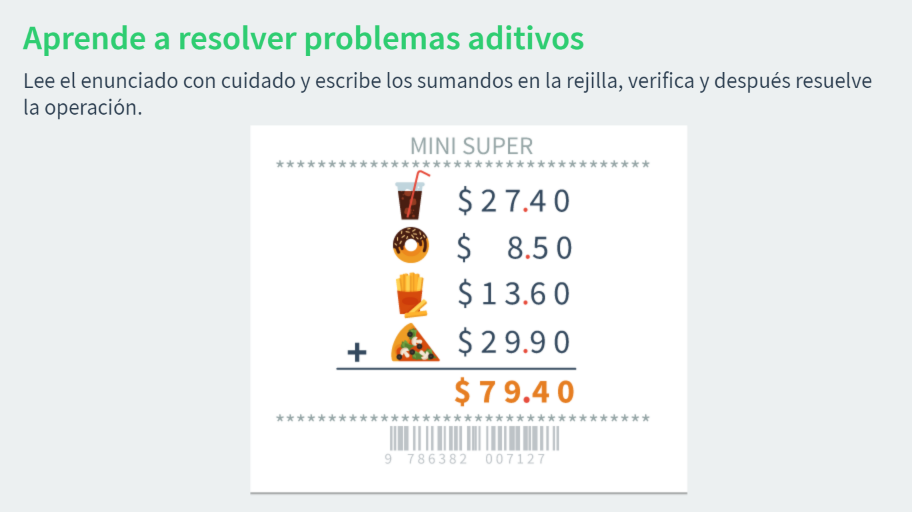 Aprende a resolver problemas aditivos
Lee el enunciado con cuidado y escribe los sumandos en la rejilla, verifica y después resuelve
la operación.
MINI SUPER
************************************
$27.40
$ 8.50
$13.60
+ $29.90
$79.40
************************************
9 786382 007127